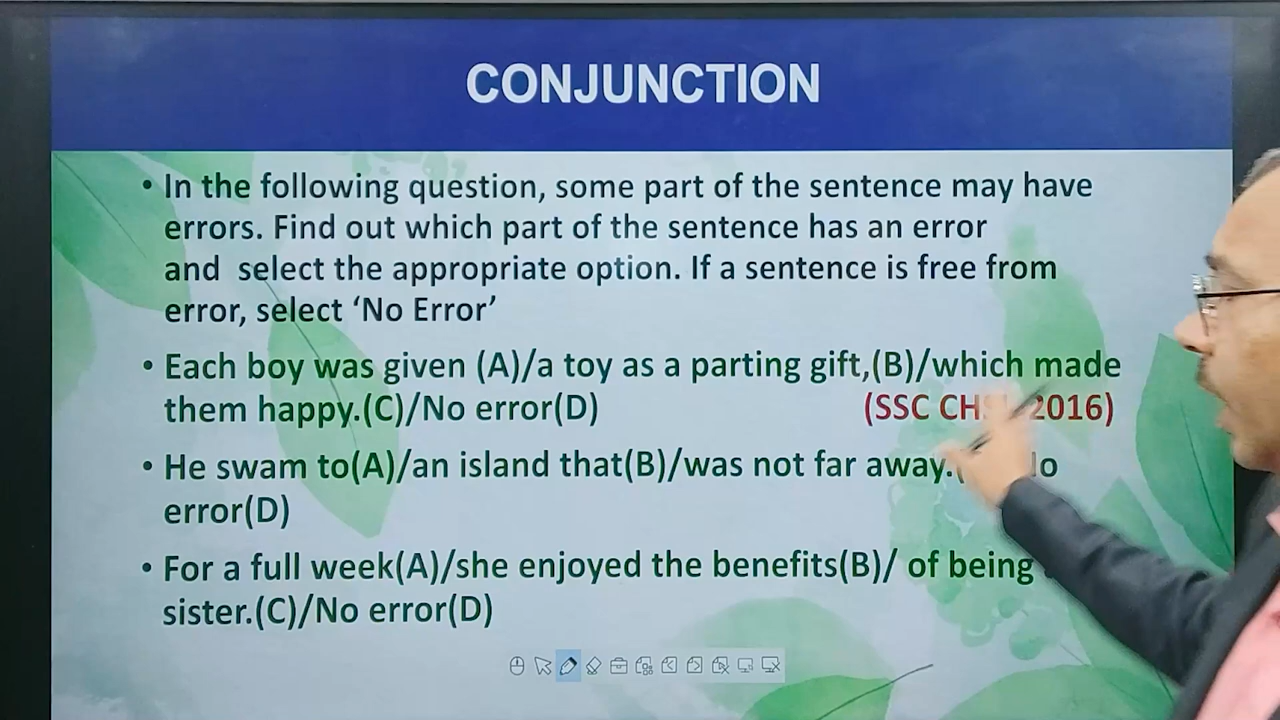 CONJUNCTION
• In the following question, some part of the sentence may have
errors. Find out which part of the sentence has an error
and select the appropriate option. If a sentence is free from
error, select ‘No Error’
• Each boy was given (A)/a toy as a parting gift,(B)/which made
them happy.(C)/No error(D) (SSC 2016)
• He swam to(A)/an island that(B)/was not far away.
error(D)
• For a full week(A)/she enjoyed the benefits(B)/ of being
sister.(C)/No error(D)